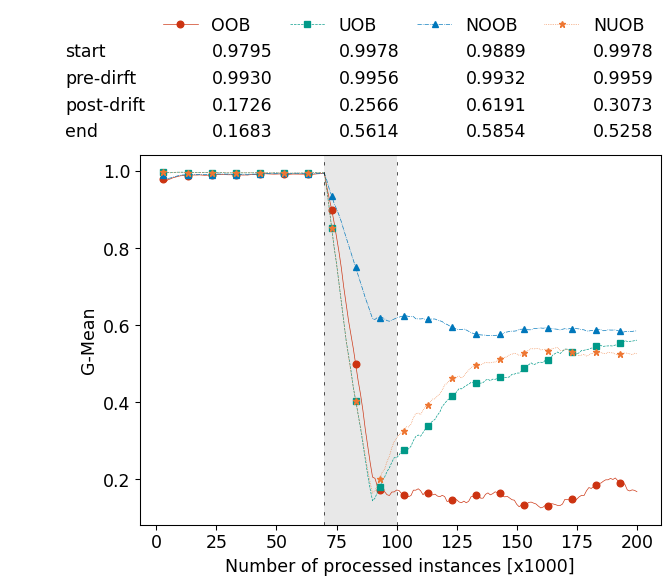 OOB UOB NOOB NUOB
start 0.9795 0.9978 0.9889 0.9978
pre-dirft 0.9930 0.9956 0.9932 0.9959
post-drift 0.1726 0.2566 0.6191 0.3073
end 0.1683 0.5614 0.5854 0.5258
1.0
0.8
0.6
0.4
0.2
G-Mean
0 25 50 75 100 125 150 175 200
Number of processed instances [x1000]